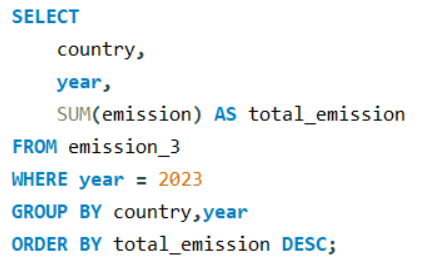 SELECT
country,
year,
SUM(emission) AS total_emission
FROM emission_3
WHERE year = 2023
GROUP BY country,year
ORDER BY total_emission DESC;